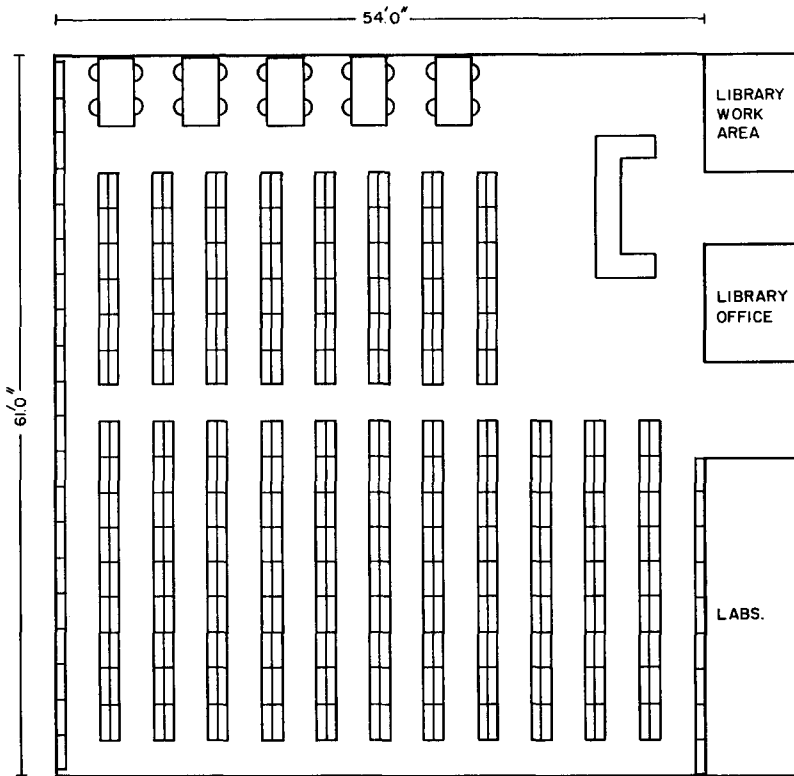 54'0"
LIBRARY
WORK
AREA
LIBRARY
OFFICE
61'0"
LABS.